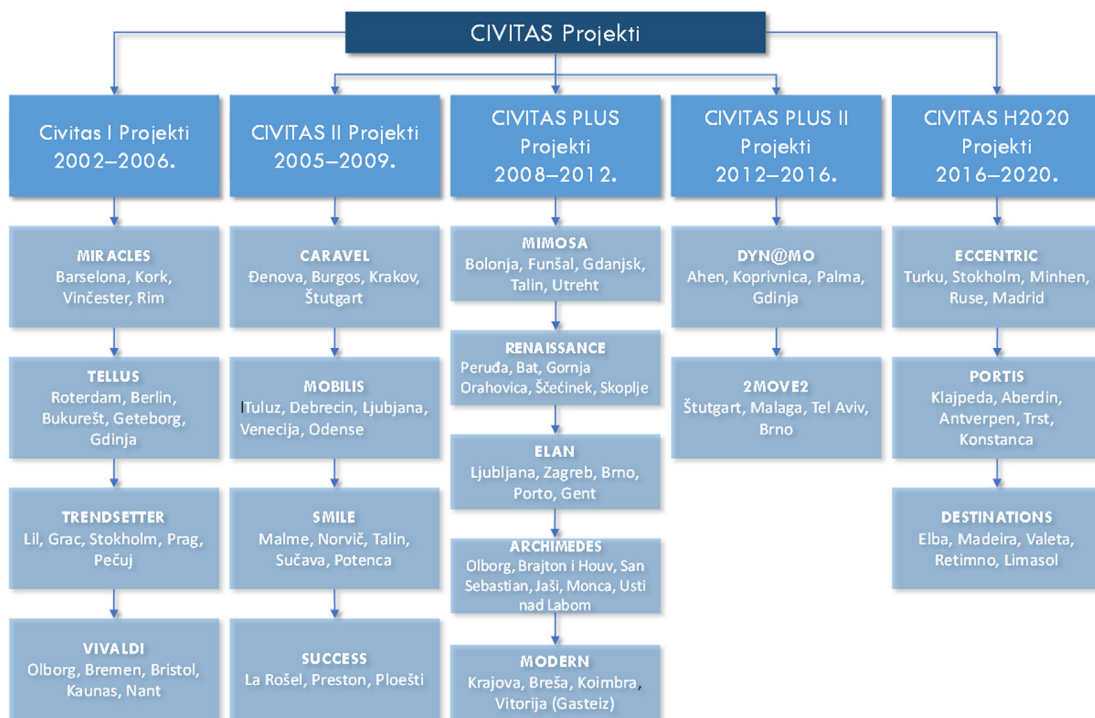 CIVITAS Projekti
Civitas I Projekti
2002–2006.
MIRACLES
Barselona, Kork,
Vinčester, Rim
TELLUS
Roterdam, Berlin,
Bukurešt, Geteborg,
Gdinja
TRENDSETTER
Lil, Grac, Stokholm, Prag,
Pečuj
VIVALDI
Olborg, Bremen, Bristol,
Kaunas, Nant
CIVITAS II Projekti
2005–2009.
CARAVEL
Đenova, Burgos, Krakov,
Štutgart
MOBILIS
Tuluz, Debrecin, Ljubjana,
Venecija, Odense
SMILE
Malme, Norvič, Talin,
Sučava, Potenca
SUCCESS
La Rošel, Preston, Ploešti
CIVITAS PLUS
Projekti
2008–2012.
MIMOSA
Bolonja, Funšal, Gdanjsk,
Talin, Utreht
RENAISSANCE
Peruđa, Bat, Gornja
Orahovica, Ščećinek, Skoplje
ELAN
Ljubljana, Zagreb, Brno,
Porto, Gent
ARCHIMEDES
Olborg, Brajton i Houv, San
Sebastian, Jaši, Monca, Usti
nad Labom
MODERN
Krajova, Breša, Koimbra,
Vitorija (Gasteiz)
CIVITAS PLUS II
Projekti
2012–2016.
DYN@MO
Ahen, Koprivnica, Palma,
Gdinja
2MOVE2
Štutgart, Malaga, Tel Aviv,
Brno
CIVITAS H2020
Projekti
2016–2020.
ECCENTRIC
Turku, Stokholm, Minhen,
Ruse, Madrid
PORTIS
Klajpeda, Aberdin,
Antverpen, Trst,
Konstanca
DESTINATIONS
Elba, Madeira, Valeta,
Retimno, Limasol